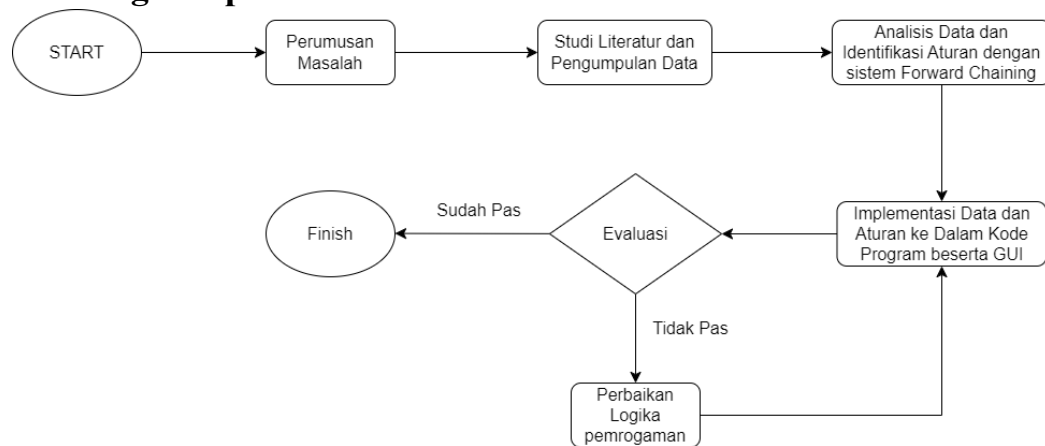 START
Perumusan
Masalah
Studi Literatur dan
Pengumpulan Data
Analisis Data dan
Identifikasi Aturan dengan
sistem Forward Chaining
Implementasi Data dan
Aturan ke Dalam Kode
Program beserta GUI
Evaluasi
Sudah Pas
Finish
Tidak Pas
Perbaikan
Logika
pemrogaman